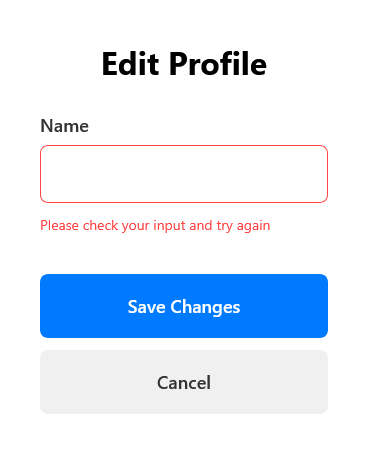 Edit Profile
Name
Please check your input and try again
Save Changes
Cancel